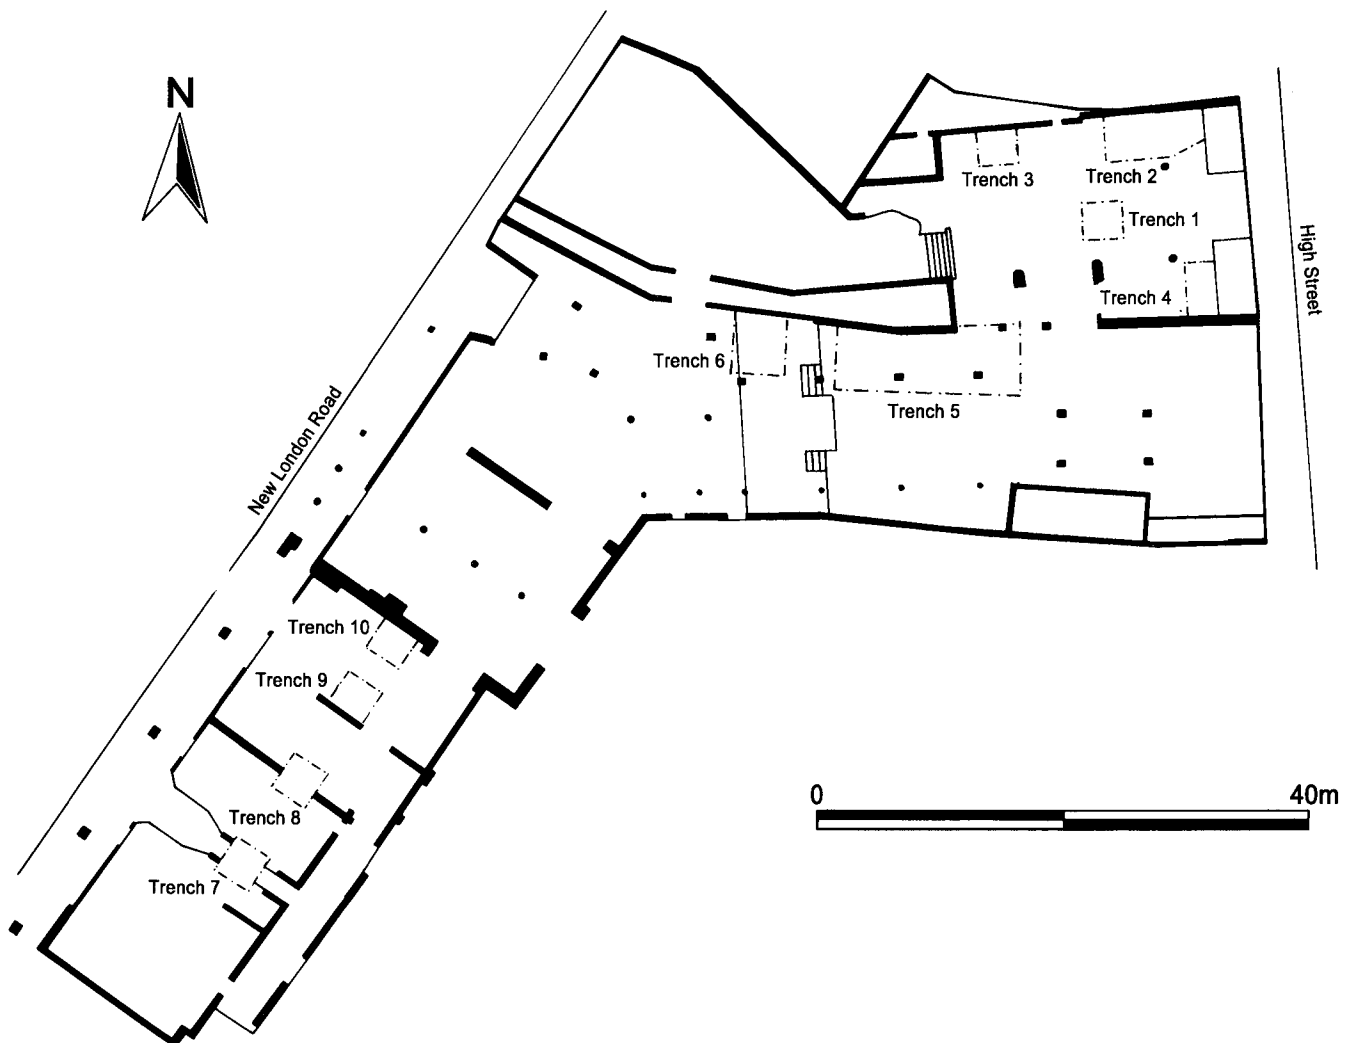 N
Trench 3
Trench 2
Trench 1
High Street
Trench 4
Trench 6
Trench 5
New London Road
Trench 10
Trench 9
Trench 8
Trench 7
0 40m